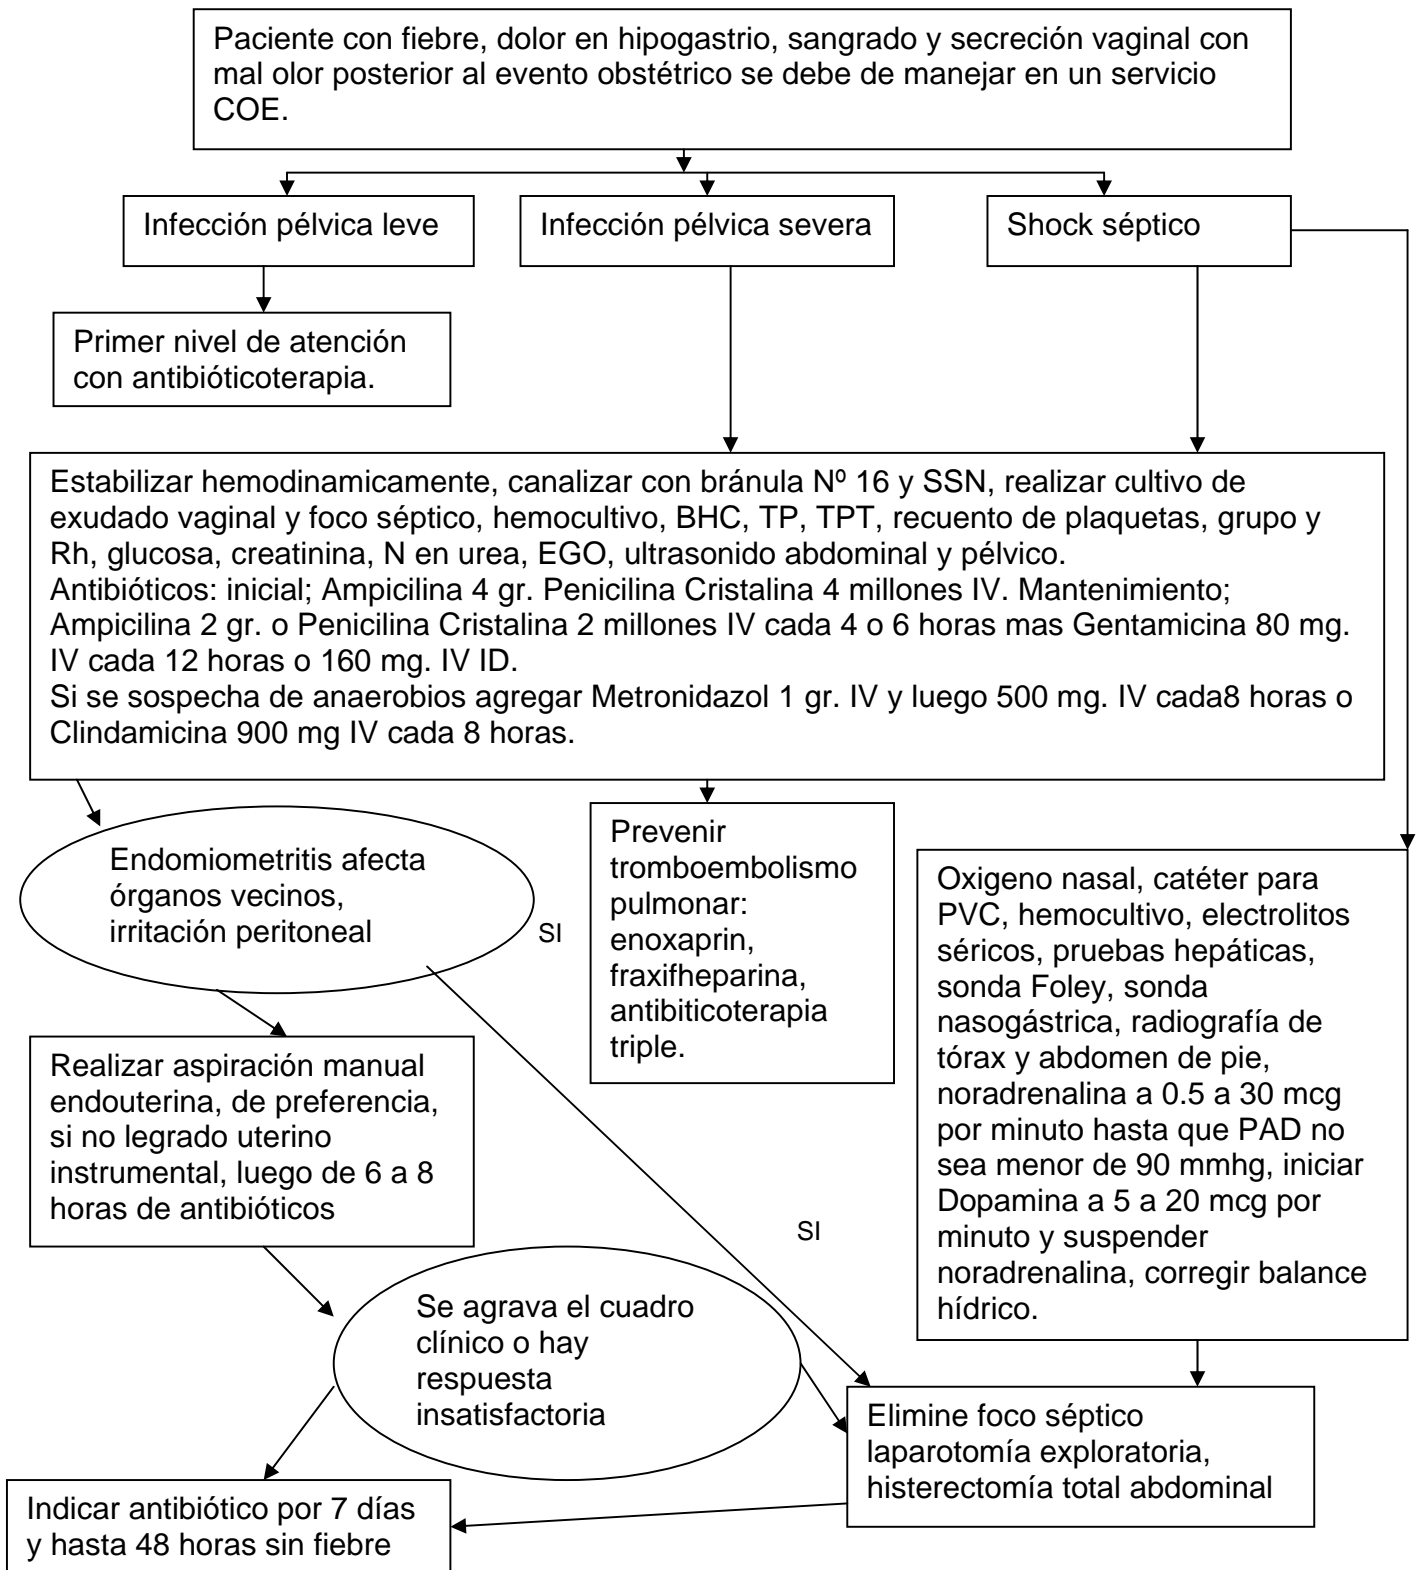 Paciente con fiebre, dolor en hipogastrio, sangrado y secreción vaginal con
mal olor posterior al evento obstétrico se debe de manejar en un servicio
COE.
Infección pélvica leve
Infección pélvica severa
Shock séptico
Primer nivel de atención
con antibióticoterapia.
Estabilizar hemodinamicamente, canalizar con bránula Nº 16 y SSN, realizar cultivo de
exudado vaginal y foco séptico, hemocultivo, BHC, TP, TPT, recuento de plaquetas, grupo y
Rh, glucosa, creatinina, N en urea, EGO, ultrasonido abdominal y pélvico.
Antibióticos: inicial; Ampicilina 4 gr. Penicilina Cristalina 4 millones IV. Mantenimiento;
Ampicilina 2 gr. o Penicilina Cristalina 2 millones IV cada 4 o 6 horas mas Gentamicina 80 mg.
IV cada 12 horas o 160 mg. IV ID.
Si se sospecha de anaerobios agregar Metronidazol 1 gr. IV y luego 500 mg. IV cada8 horas o
Clindamicina 900 mg IV cada 8 horas.
Endomiometritis afecta
órganos vecinos,
irritación peritoneal
SI
Prevenir
tromboembolismo
pulmonar:
enoxaprin,
fraxifheparina,
antibiticoterapia
triple.
Oxigeno nasal, catéter para
PVC, hemocultivo, electrolitos
séricos, pruebas hepáticas,
sonda Foley, sonda
nasogástrica, radiografía de
tórax y abdomen de pie,
noradrenalina a 0.5 a 30 mcg
por minuto hasta que PAD no
sea menor de 90 mmhg, iniciar
Dopamina a 5 a 20 mcg por
minuto y suspender
noradrenalina, corregir balance
hídrico.
Realizar aspiración manual
endouterina, de preferencia,
si no legrado uterino
instrumental, luego de 6 a 8
horas de antibióticos
SI
Se agrava el cuadro
clínico o hay
respuesta
insatisfactoria
Elimine foco séptico
laparotomía exploratoria,
histerectomía total abdominal
Indicar antibiótico por 7 días
y hasta 48 horas sin fiebre